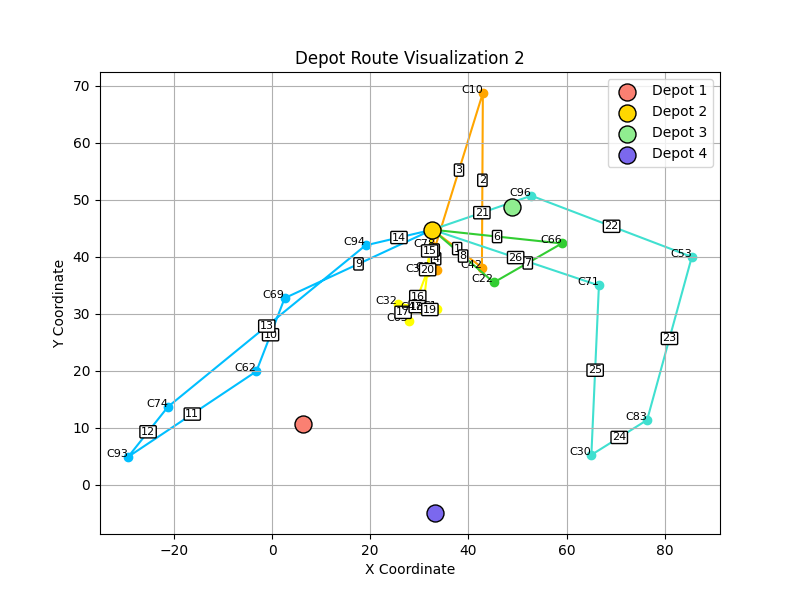 Depot Route Visualization 2
Depot 1
Depot 2
Depot 3
Depot 4
Y Coordinate
70
60
50
40
30
20
10
0
−20
0
20
40
60
80
X Coordinate
C10
3
2
C96
21
22
C94
14
9
15
1
8
6
C66
26
7
C53
C42
20
C22
C71
C69
16
C32
17
19
13
10
23
C62
25
C74
11
12
C83
24
C93
C30